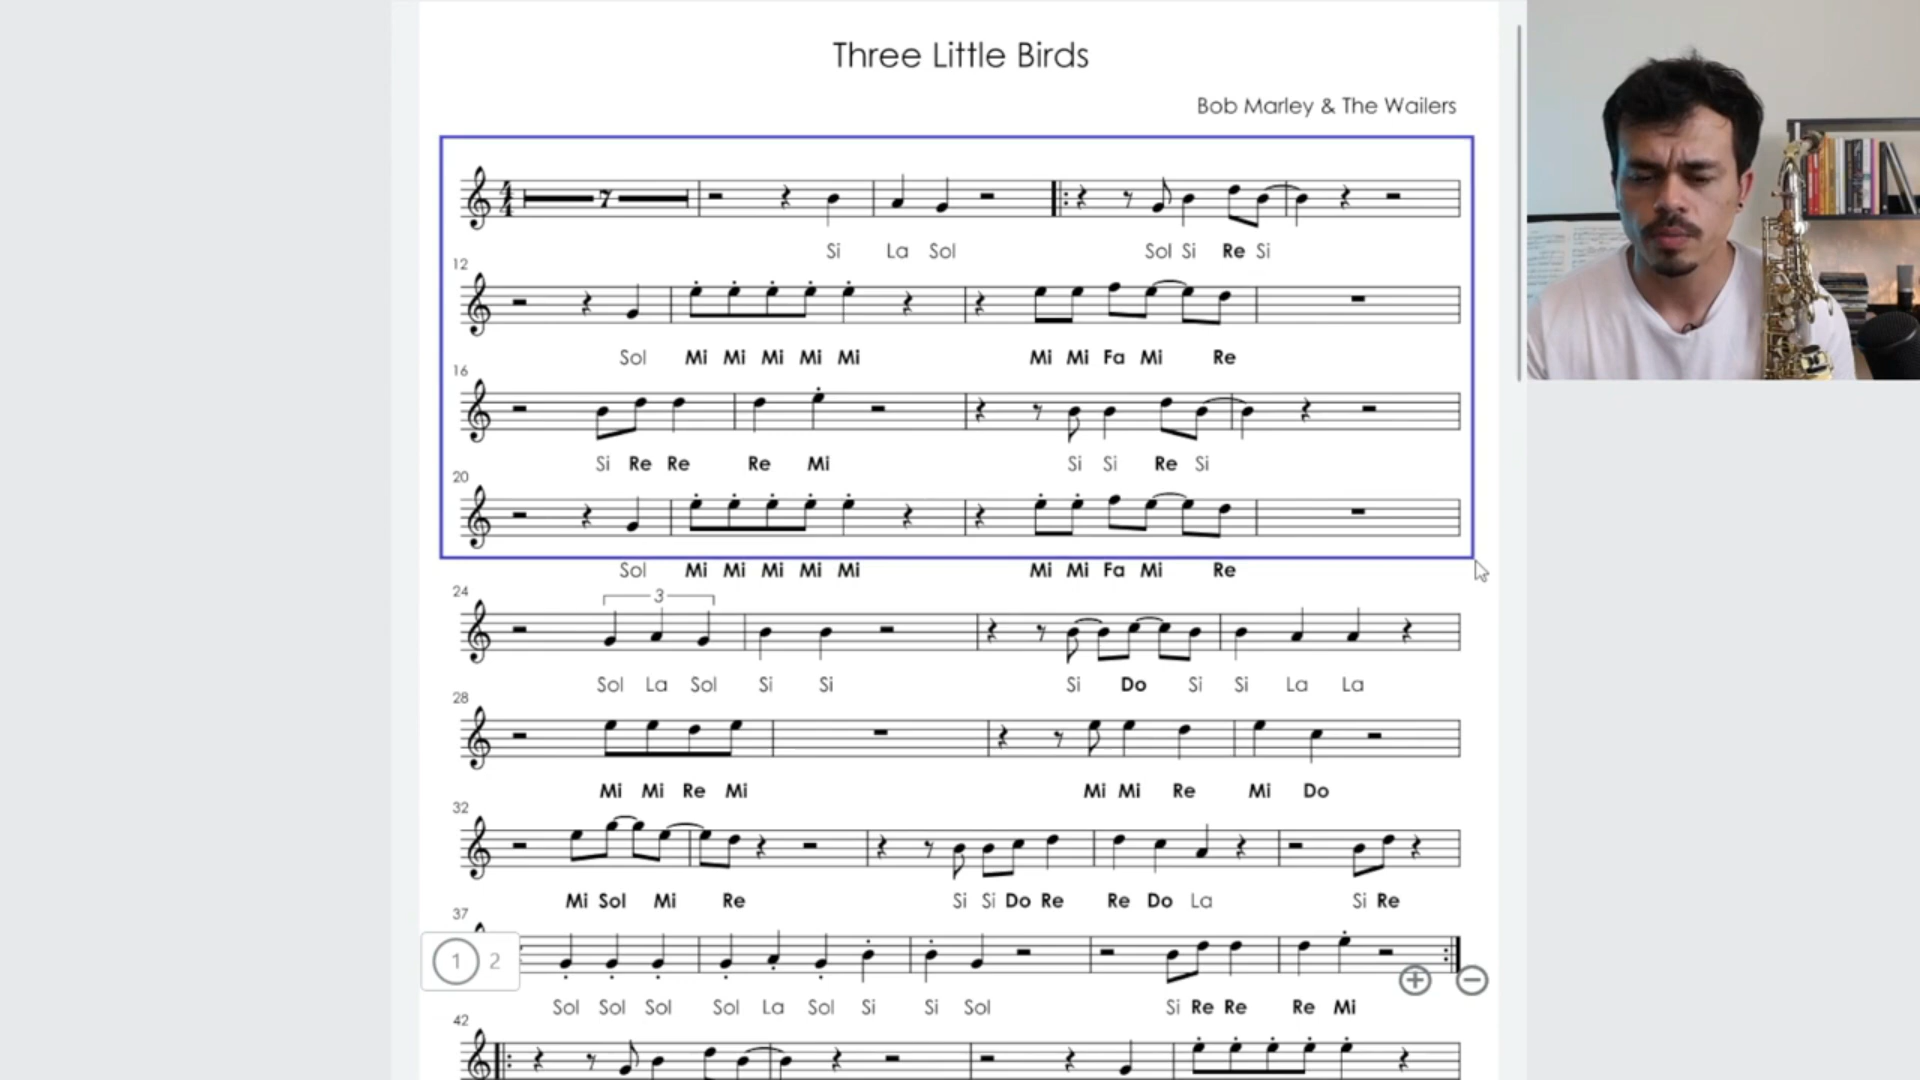 Three Little Birds
Bob Marley & The Wailers
7
Si La Sol Sol Si Re Si
12
Sol Mi Mi Mi Mi Mi Mi Mi Fa Mi Re
16
Si Re Re Re Mi Si Si Re Si
20
Sol Mi Mi Mi Mi Mi Mi Mi Fa Mi Re
24
3
Sol La Sol Si Si Si Do Si Si La La
28
Mi Mi Re Mi Mi Mi Re Mi Do
32
Mi Sol Mi Re Si Si Do Re Re Do La Si Re
37
1 2
Sol Sol Sol Sol La Sol Si Si Sol Si Re Re Re Mi
42